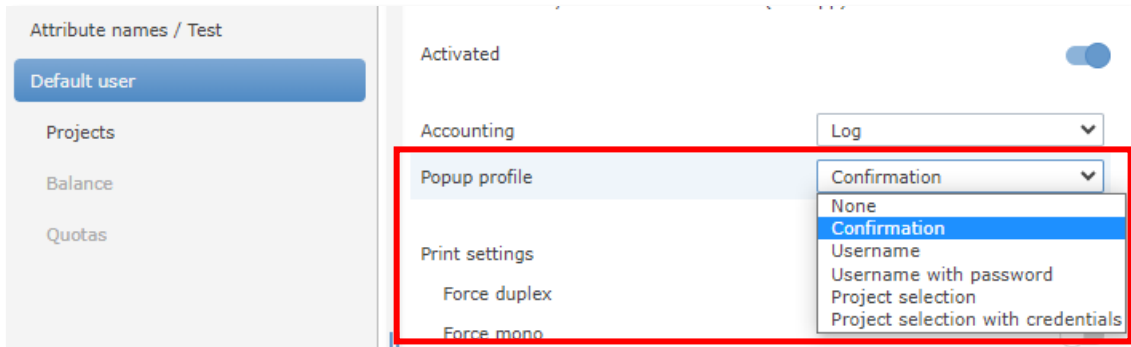 Attribute names / Test
Default user
Projects
Balance
Quotas
Activated
Accounting
Log
Popup profile
Confirmation
None
Confirmation
Username
Username with password
Project selection
Project selection with credentials
Print settings
Force duplex
Force mono